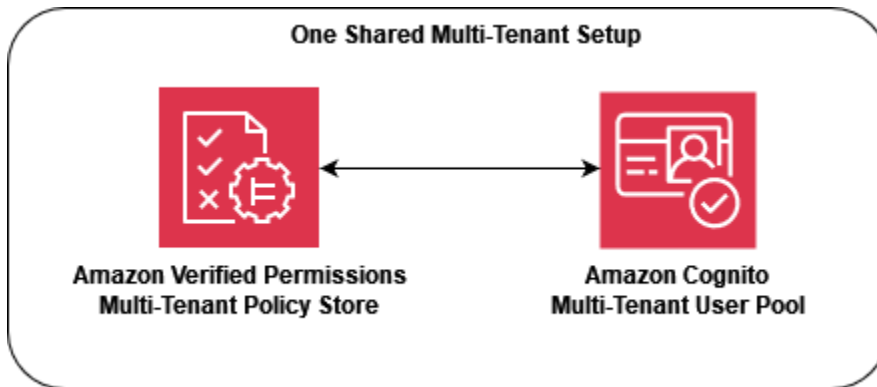 One Shared Multi-Tenant Setup
Amazon Verified Permissions
Multi-Tenant Policy Store
Amazon Cognito
Multi-Tenant User Pool